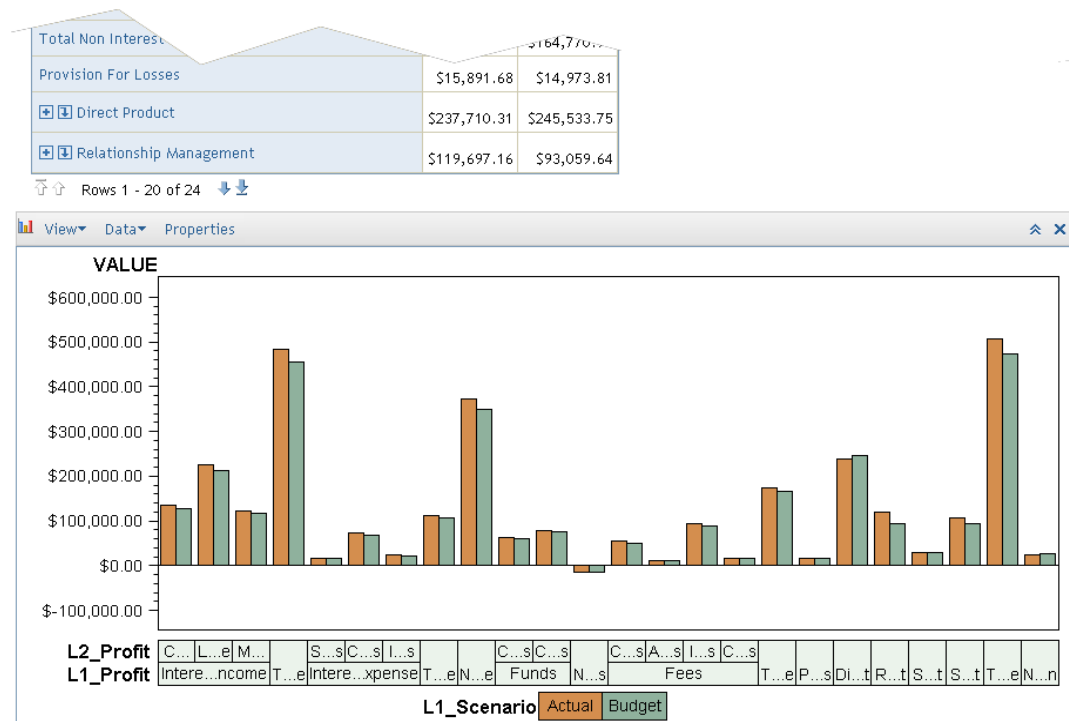 Total Non Interest
Provision For Losses $15,891.68 $14,973.81
Direct Product $237,710.31 $245,533.75
Relationship Management $119,697.16 $93,059.64
Rows 1 - 20 of 24
View Data Properties
VALUE
$600,000.00
$500,000.00
$400,000.00
$300,000.00
$200,000.00
$100,000.00
$0.00
$-100,000.00
L2_Profit C... L...e M... S...s C...s I...s C...s C...s C...s A...s I...s C...s
L1_Profit Intere...ncome T...e Intere...xpense T...e N...e Funds N...s Fees T...e P...s Di...t R...t S...t S...t T...e N...n
L1_Scenario Actual Budget